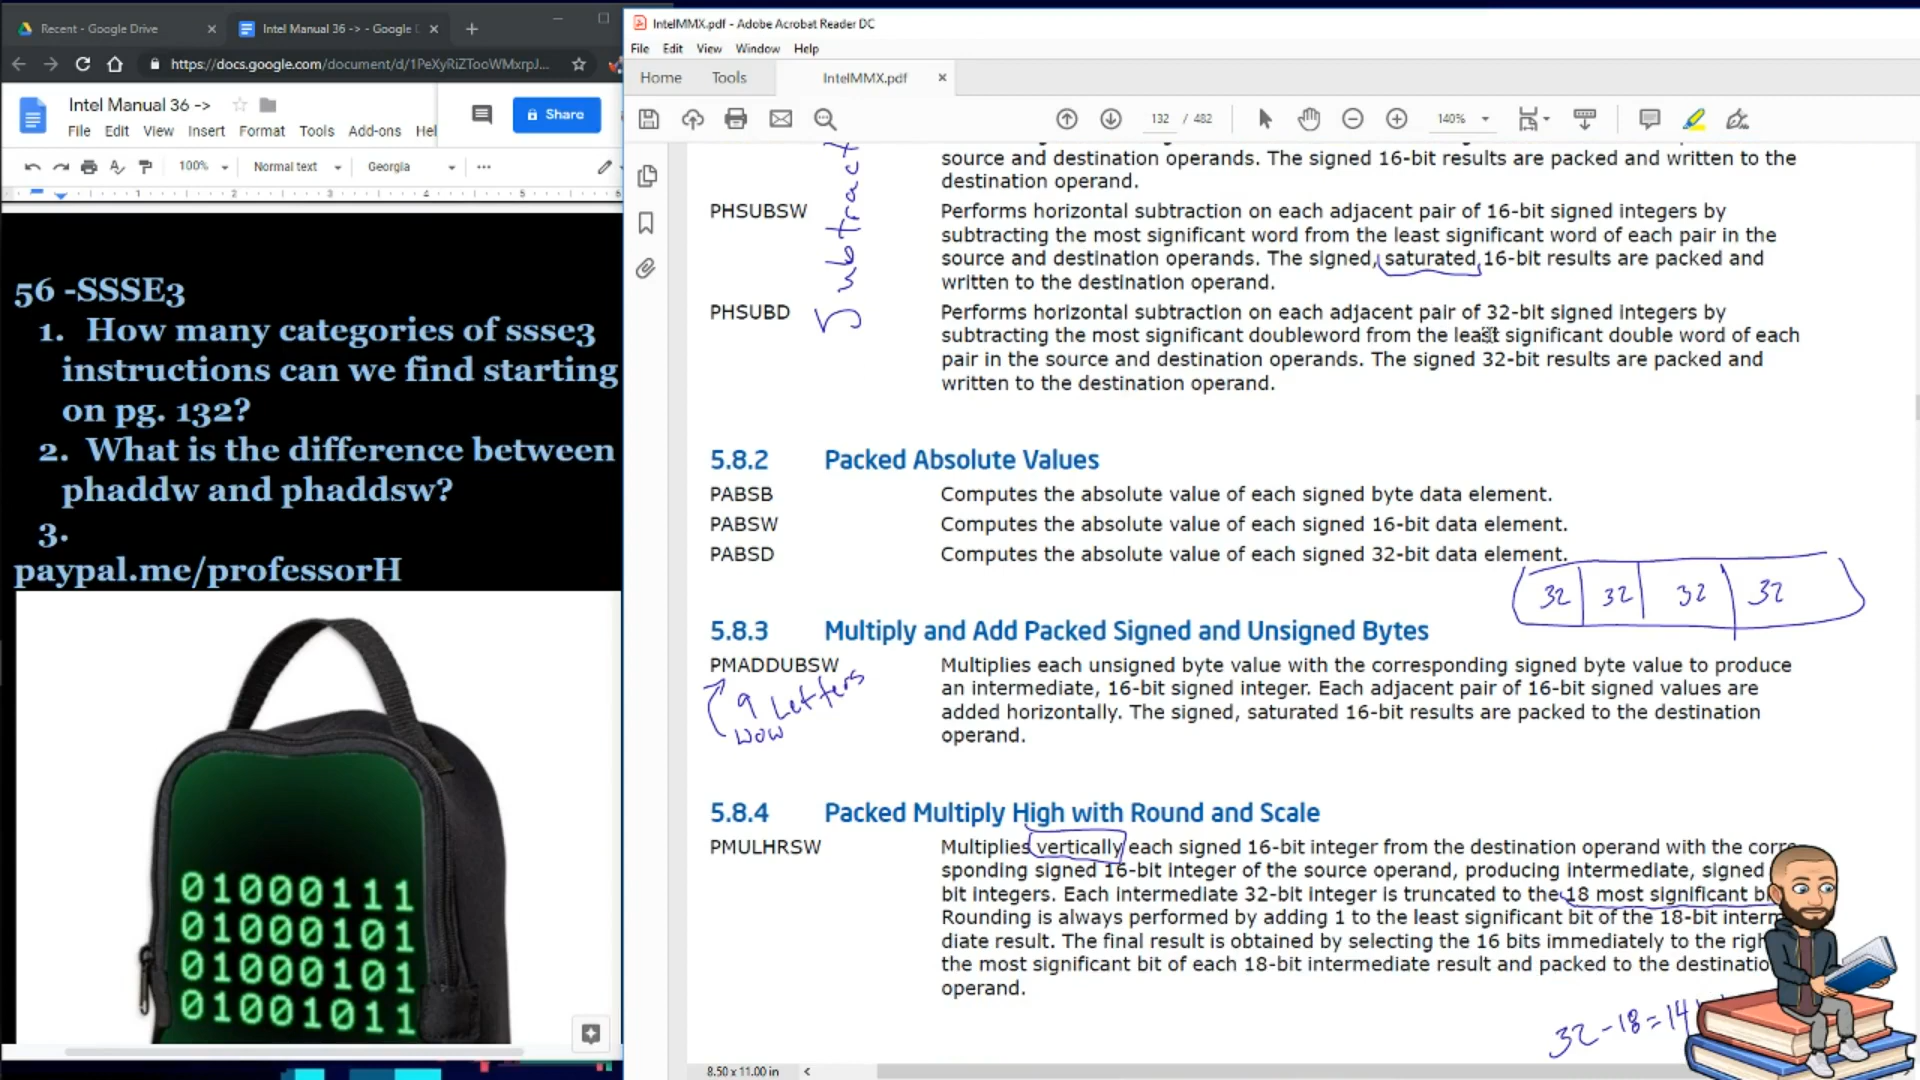 Recent - Google Drive
Intel Manual 36 -> - Google D
https://docs.google.com/document/d/1PeXyRiZTooWMxrpJ...
Intel Manual 36 ->
File Edit View Insert Format Tools Add-ons Hel
Share
100% Normal text Georgia
1 2 3 4 5 6
56 -SSSE3
1. How many categories of ssse3
instructions can we find starting
on pg. 132?
2. What is the difference between
phaddw and phaddsw?
3.
paypal.me/professorH
01000111
01000101
01000101
01001011
IntelMMX.pdf - Adobe Acrobat Reader DC
File Edit View Window Help
Home Tools IntelMMX.pdf
132 / 482 140%
source and destination operands. The signed 16-bit results are packed and written to the
destination operand.
Subtract
PHSUBSW Performs horizontal subtraction on each adjacent pair of 16-bit signed integers by
subtracting the most significant word from the least significant word of each pair in the
source and destination operands. The signed, saturated 16-bit results are packed and
written to the destination operand.
PHSUBD Performs horizontal subtraction on each adjacent pair of 32-bit signed integers by
subtracting the most significant doubleword from the least significant double word of each
pair in the source and destination operands. The signed 32-bit results are packed and
written to the destination operand.
5.8.2 Packed Absolute Values
PABSB Computes the absolute value of each signed byte data element.
PABSW Computes the absolute value of each signed 16-bit data element.
PABSD Computes the absolute value of each signed 32-bit data element.
32 32 32 32
5.8.3 Multiply and Add Packed Signed and Unsigned Bytes
PMADDUBSW Multiplies each unsigned byte value with the corresponding signed byte value to produce
an intermediate, 16-bit signed integer. Each adjacent pair of 16-bit signed values are
added horizontally. The signed, saturated 16-bit results are packed to the destination
operand.
9 Letters
wow
5.8.4 Packed Multiply High with Round and Scale
PMULHRSW Multiplies vertically each signed 16-bit integer from the destination operand with the corre-
sponding signed 16-bit integer of the source operand, producing intermediate, signed
bit integers. Each intermediate 32-bit integer is truncated to the 18 most significant bi
Rounding is always performed by adding 1 to the least significant bit of the 18-bit interm
diate result. The final result is obtained by selecting the 16 bits immediately to the righ
the most significant bit of each 18-bit intermediate result and packed to the destinatio
operand.
32-18=14
8.50 x 11.00 in